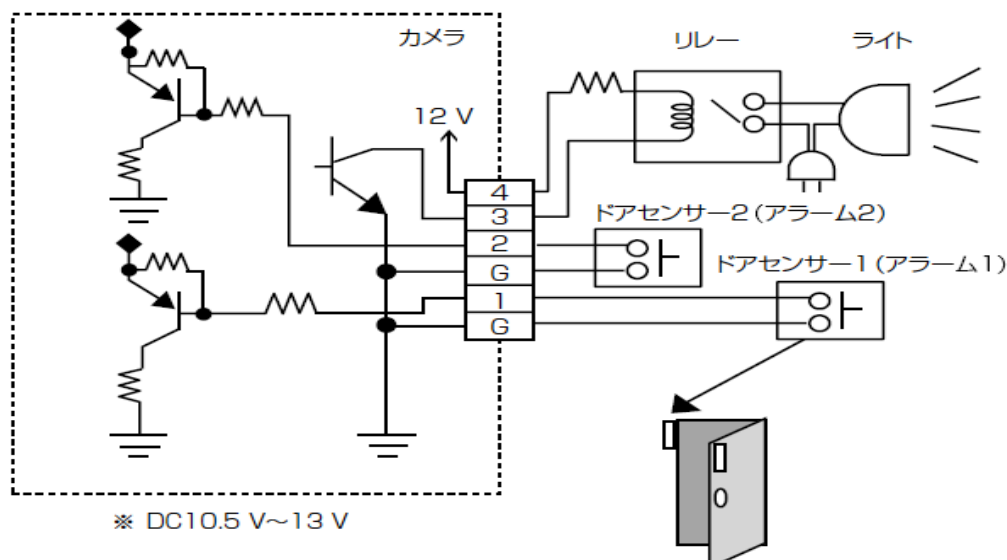 カメラ
リレー
ライト
12 V
4
3
2
G
1
G
ドアセンサー2(アラーム2)
ドアセンサー1(アラーム1)
※ DC10.5 V～13 V